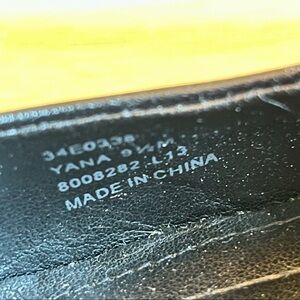 34E0338
YANA 9½M
8008282 L13
MADE IN CHINA